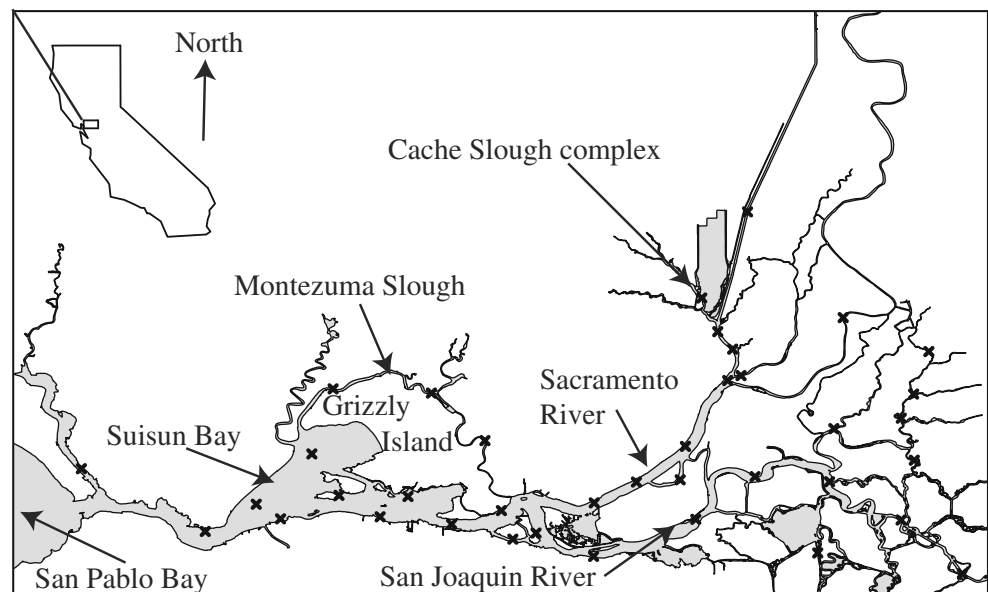 North
Cache Slough complex
Montezuma Slough
Sacramento
River
Grizzly
Island
Suisun Bay
San Pablo Bay
San Joaquin River